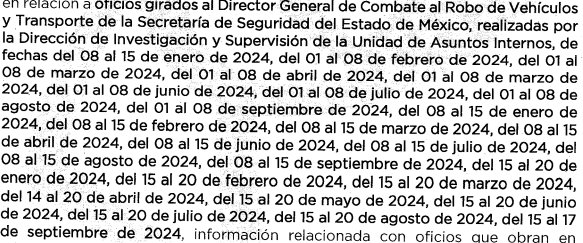 en relación a oficios girados al Director General de Combate al Robo de Vehículos
y Transporte de la Secretaría de Seguridad del Estado de México, realizadas por
la Dirección de Investigación y Supervisión de la Unidad de Asuntos Internos, de
fechas del 08 al 15 de enero de 2024, del 01 al 08 de febrero de 2024, del 01 al
08 de marzo de 2024, del 01 al 08 de abril de 2024, del 01 al 08 de marzo de
2024, del 01 al 08 de junio de 2024, del 01 al 08 de julio de 2024, del 01 al 08 de
agosto de 2024, del 01 al 08 de septiembre de 2024, del 08 al 15 de enero de
2024, del 08 al 15 de febrero de 2024, del 08 al 15 de marzo de 2024, del 08 al 15
de abril de 2024, del 08 al 15 de junio de 2024, del 08 al 15 de julio de 2024, del
08 al 15 de agosto de 2024, del 08 al 15 de septiembre de 2024, del 15 al 20 de
enero de 2024, del 15 al 20 de febrero de 2024, del 15 al 20 de marzo de 2024,
del 14 al 20 de abril de 2024, del 15 al 20 de mayo de 2024, del 15 al 20 de junio
de 2024, del 15 al 20 de julio de 2024, del 15 al 20 de agosto de 2024, del 15 al 17
de septiembre de 2024, información relacionada con oficios que obran en